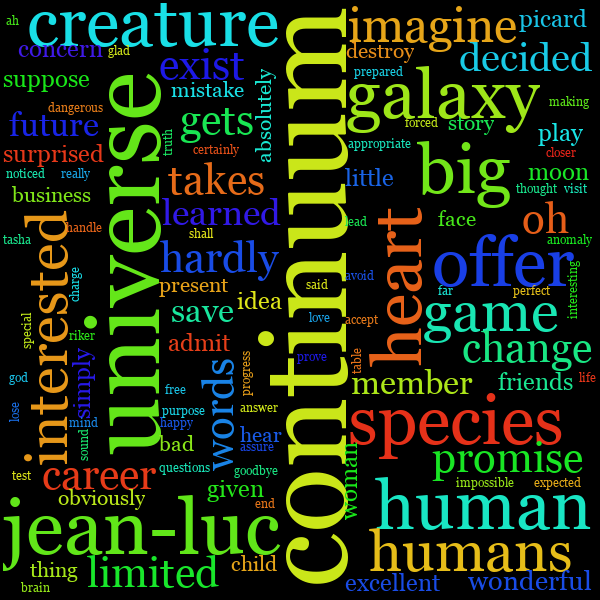 ah
creature
imagine
picard
concern
glad
exist
destroy
decided
suppose
mistake
prepared
galaxy
making
dangerous
future
gets
absolutely
forced
story
play
surprised
truth
certainly
appropriate
closer
noticed
really
takes
little
big
moon
business
universe
continuum
thought
visit
learned
interested
handle
shall
lead
heart
face
oh
tasha
hardly
offer
anomaly
charge
present
said
avoid
far
perfect
interesting
special
save
idea
love
accept
game
riker
admit
prove
table
change
god
simply
words
progress
member
friends
life
free
lose
purpose
answer
mind
happy
species
sound
bad
hear
assure
test
career
questions
goodbye
woman
promise
obviously
given
impossible
expected
jean-luc
end
human
humans
thing
limited
child
brain
excellent
wonderful